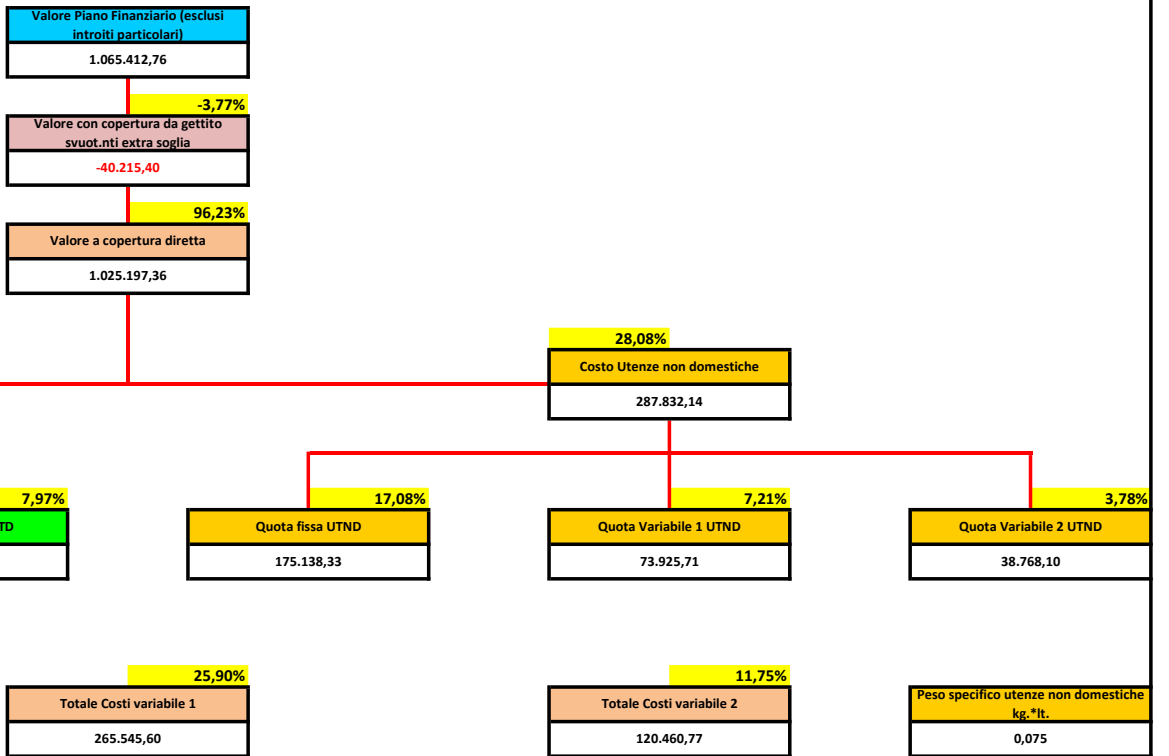 Valore Piano Finanziario (esclusi
introiti particolari)
1.065.412,76
-3,77%
Valore con copertura da gettito
svuot.nti extra soglia
-40.215,40
96,23%
Valore a copertura diretta
1.025.197,36
28,08%
Costo Utenze non domestiche
287.832,14
7,97%
17,08%
7,21%
3,78%
TD
Quota fissa UTND
Quota Variabile 1 UTND
Quota Variabile 2 UTND
175.138,33
73.925,71
38.768,10
25,90%
11,75%
Totale Costi variabile 1
Totale Costi variabile 2
Peso specifico utenze non domestiche
kg.*lt.
265.545,60
120.460,77
0,075